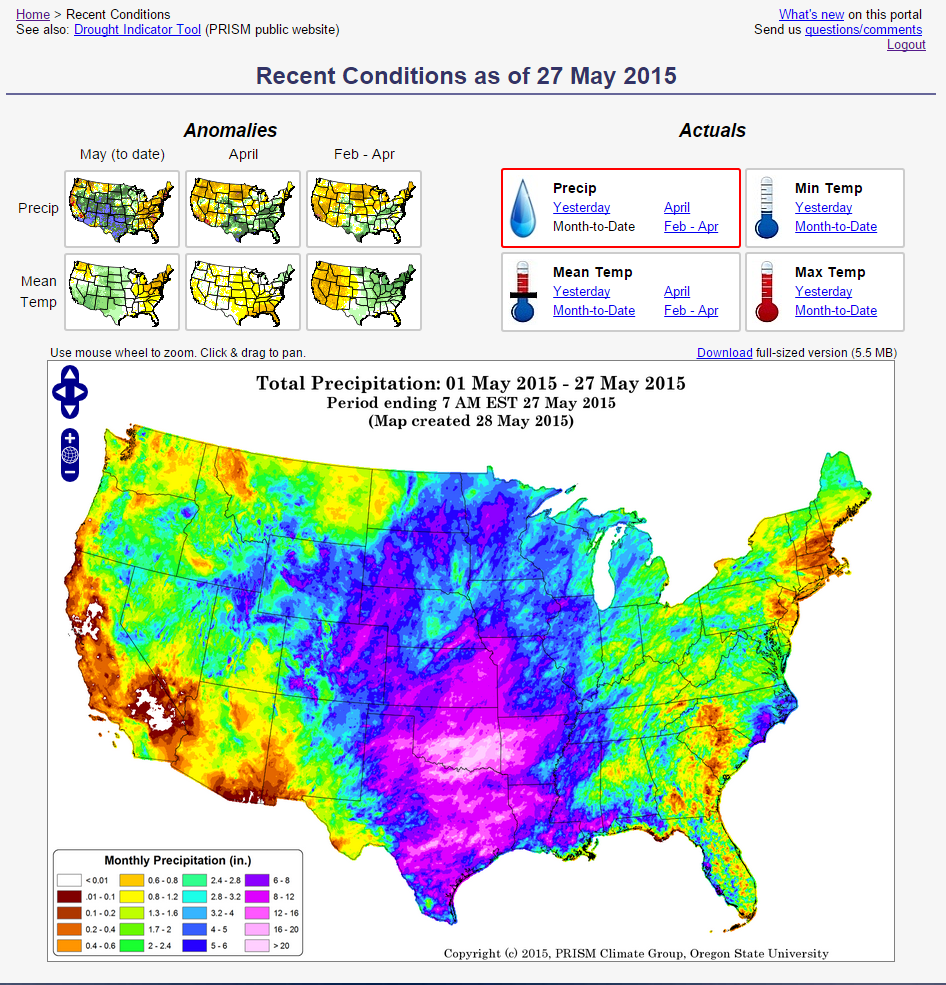 Home > Recent Conditions
What's new on this portal
See also: Drought Indicator Tool (PRISM public website)
Send us questions/comments
Logout
Recent Conditions as of 27 May 2015
Anomalies
Actuals
May (to date) April Feb - Apr
Precip
Precip
Yesterday April
Month-to-Date Feb - Apr
Min Temp
Yesterday
Month-to-Date
Mean
Temp
Mean Temp
Yesterday April
Month-to-Date Feb - Apr
Max Temp
Yesterday
Month-to-Date
Use mouse wheel to zoom. Click & drag to pan.
Download full-sized version (5.5 MB)
Total Precipitation: 01 May 2015 - 27 May 2015
Period ending 7 AM EST 27 May 2015
(Map created 28 May 2015)
Monthly Precipitation (in.)
< 0.01 0.6 - 0.8 2.4 - 2.8 6 - 8
.01 - 0.1 0.8 - 1.2 2.8 - 3.2 8 - 12
0.1 - 0.2 1.3 - 1.6 3.2 - 4 12 - 16
0.2 - 0.4 1.7 - 2 4 - 5 16 - 20
0.4 - 0.6 2 - 2.4 5 - 6 > 20
Copyright (c) 2015, PRISM Climate Group, Oregon State University